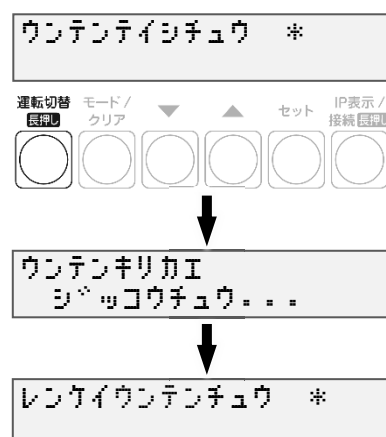 ウンテンテイシチュウ ＊
運転切替 モード/ ▼ ▲ セット IP表示/
長押し クリア 接続 長押し
ウンテンキリカエ
ジッコウチュウ...
レンケイウンテンチュウ ＊